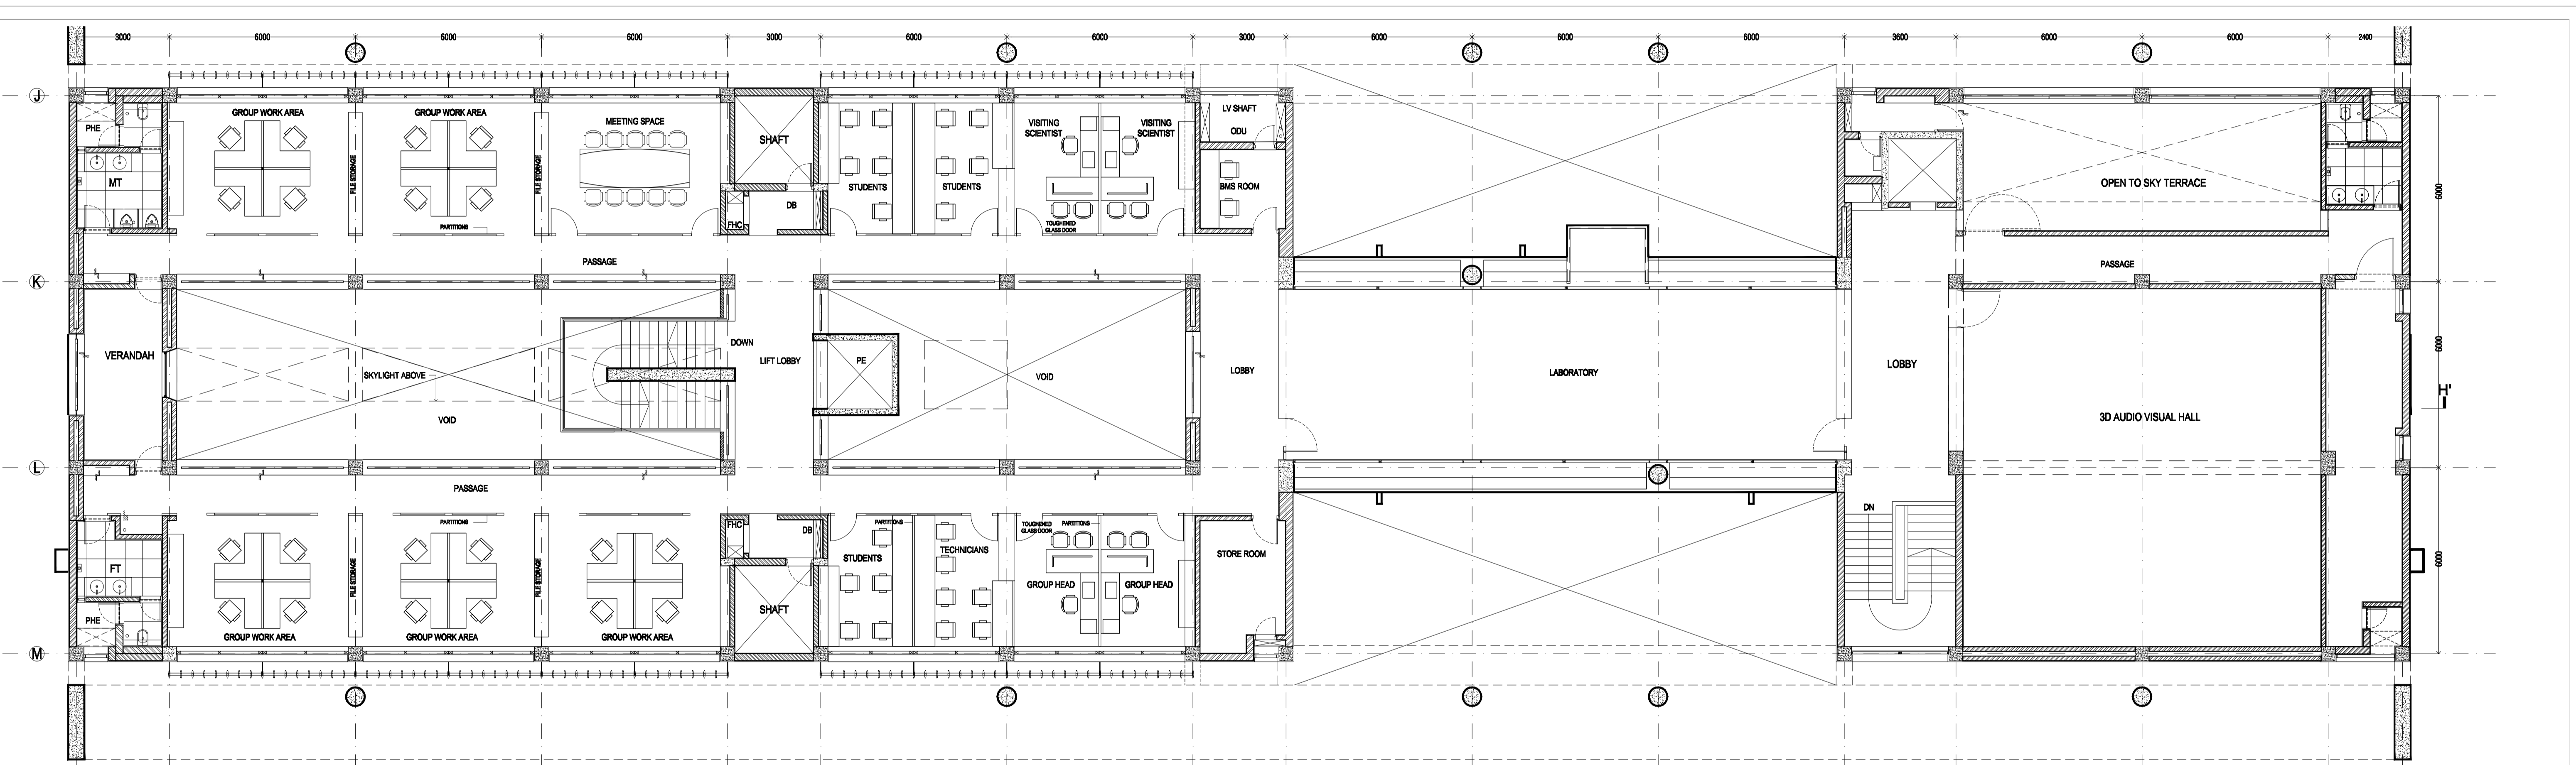 3000 6000 6000 6000 3000 6000 6000 3000 6000 6000 6000 3600 6000 6000 2400
J
GROUP WORK AREA
GROUP WORK AREA
MEETING SPACE
LV SHAFT
ODU
PHE
FILE STORAGE
FILE STORAGE
SHAFT
VISITING
SCIENTIST
VISITING
SCIENTIST
MT
STUDENTS
STUDENTS
BMS ROOM
OPEN TO SKY TERRACE
6000
DB
FHC
PARTITIONS
TOUGHENED
GLASS DOOR
PASSAGE
PASSAGE
K
VERANDAH
DOWN
LIFT LOBBY
PE
SKYLIGHT ABOVE
VOID
VOID
LOBBY
LABORATORY
LOBBY
6000
H'
3D AUDIO VISUAL HALL
L
PASSAGE
DN
PARTITIONS
FHC
DB
PARTITIONS
TOUGHENED
GLASS DOOR
PARTITIONS
FT
FILE STORAGE
FILE STORAGE
STUDENTS
TECHNICIANS
STORE ROOM
6000
GROUP HEAD
GROUP HEAD
SHAFT
PHE
GROUP WORK AREA
GROUP WORK AREA
GROUP WORK AREA
M